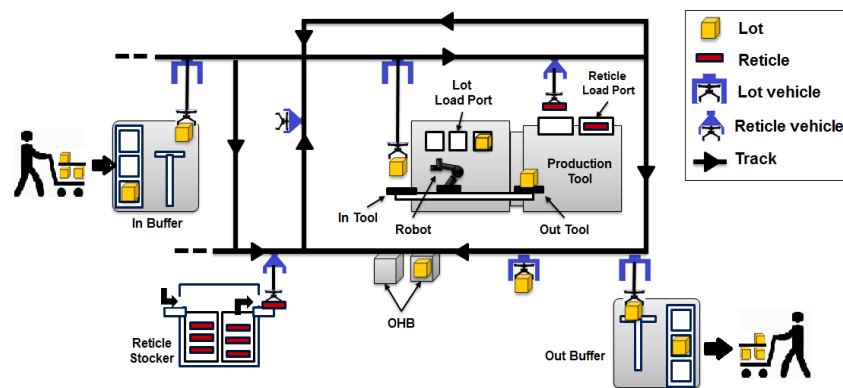 Lot
Reticle
Lot vehicle
Reticle vehicle
Track
Lot
Load Port
Reticle
Load Port
Production
Tool
In Tool
Robot
Out Tool
In Buffer
OHB
Reticle
Stocker
Out Buffer